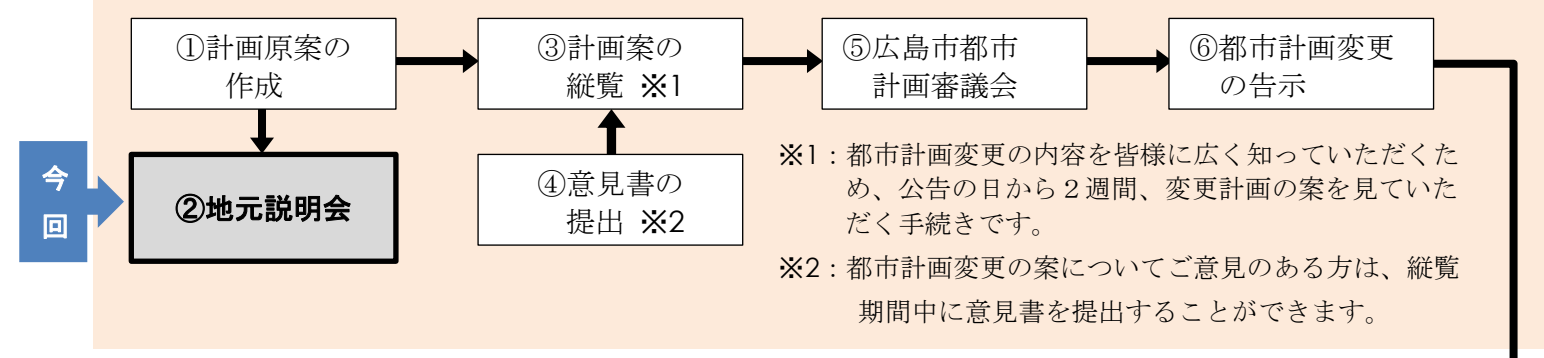 ①計画原案の
作成
③計画案の
縦覧 ※1
⑤広島市都市
計画審議会
⑥都市計画変更
の告示
今
回
②地元説明会
④意見書の
提出 ※2
※1：都市計画変更の内容を皆様に広く知っていただくた
め、公告の日から２週間、変更計画の案を見ていた
だく手続きです。
※2：都市計画変更の案についてご意見のある方は、縦覧
期間中に意見書を提出することができます。